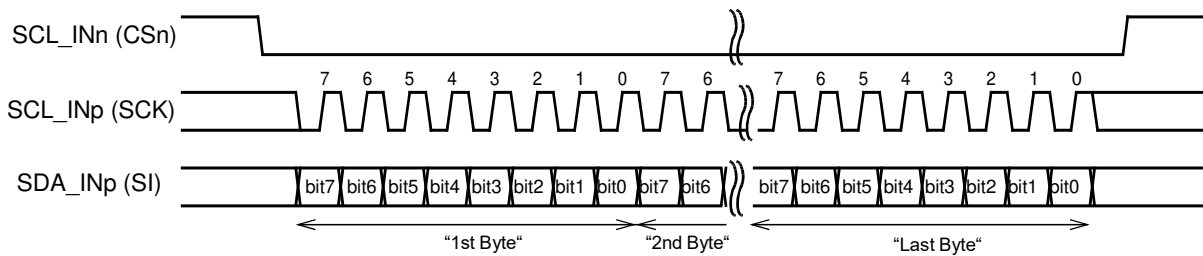 SCL_INn (CSn)
7 6 5 4 3 2 1 0 7 6 7 6 5 4 3 2 1 0
SCL_INp (SCK)
SDA_INp (SI)
bit7 bit6 bit5 bit4 bit3 bit2 bit1 bit0 bit7 bit6 bit7 bit6 bit5 bit4 bit3 bit2 bit1 bit0
“1st Byte“ “2nd Byte“ “Last Byte“